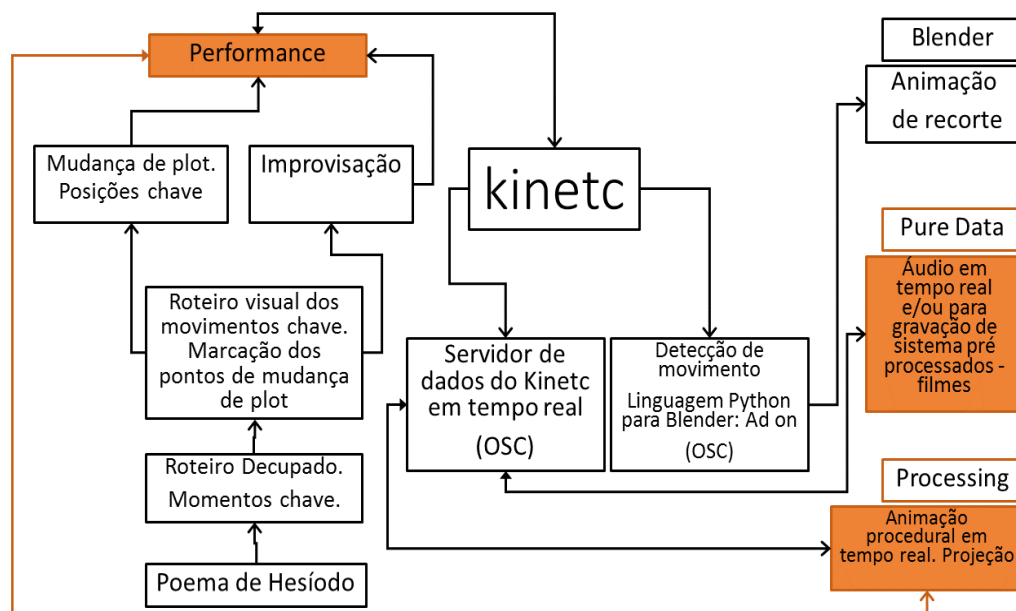 Performance
Blender
Animação
de recorte
Mudança de plot.
Posições chave
Improvisação
kinetc
Pure Data
Áudio em
tempo real
e/ou para
gravação de
sistema pré
processados -
filmes
Roteiro visual dos
movimentos chave.
Marcação dos
pontos de mudança
de plot
Servidor de
dados do Kinetc
em tempo real
(OSC)
Detecção de
movimento
Linguagem Python
para Blender: Ad on
(OSC)
Roteiro Decupado.
Momentos chave.
Processing
Animação
procedural em
tempo real. Projeção
Poema de Hesíodo